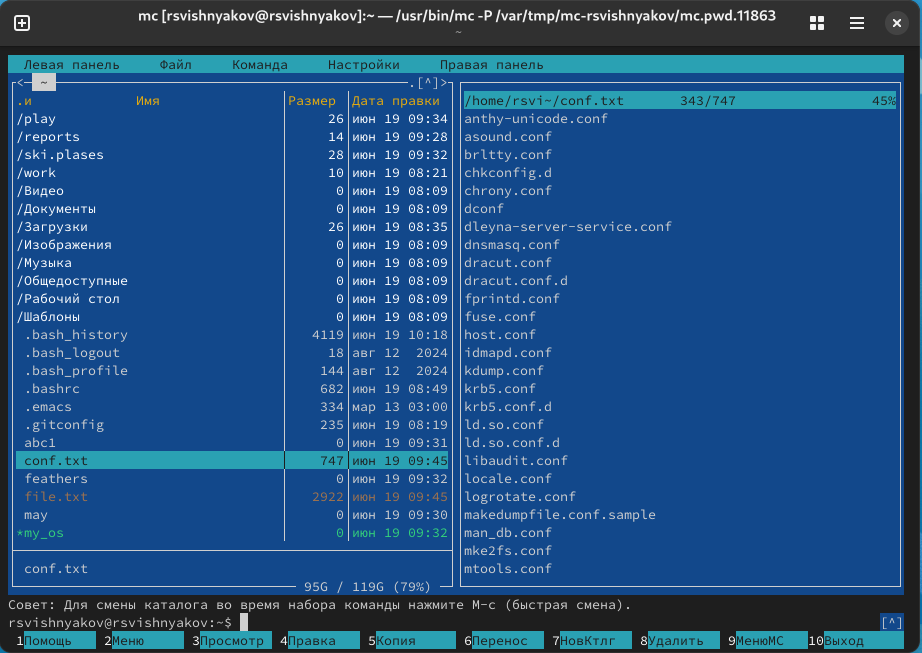 mc [rsvishnyakov@rsvishnyakov]:~ — /usr/bin/mc -P /var/tmp/mc-rsvishnyakov/mc.pwd.11863
~
Левая панель Файл Команда Настройки Правая панель
<─ ~ .[^]>
.и Имя Размер Дата правки
/play 26 июн 19 09:34
/reports 14 июн 19 09:28
/ski.plases 28 июн 19 09:32
/work 10 июн 19 08:21
/Видео 0 июн 19 08:09
/Документы 0 июн 19 08:09
/Загрузки 26 июн 19 08:35
/Изображения 0 июн 19 08:09
/Музыка 0 июн 19 08:09
/Общедоступные 0 июн 19 08:09
/Рабочий стол 0 июн 19 08:09
/Шаблоны 0 июн 19 08:09
.bash_history 4119 июн 19 10:18
.bash_logout 18 авг 12 2024
.bash_profile 144 авг 12 2024
.bashrc 682 июн 19 08:49
.emacs 334 мар 13 03:00
.gitconfig 235 июн 19 08:19
abc1 0 июн 19 09:31
conf.txt 747 июн 19 09:45
feathers 0 июн 19 09:32
file.txt 2922 июн 19 09:45
may 0 июн 19 09:30
*my_os 0 июн 19 09:32
conf.txt
95G / 119G (79%)
/home/rsvi~/conf.txt 343/747 45%
anthy-unicode.conf
asound.conf
brltty.conf
chkconfig.d
chrony.conf
dconf
dleyna-server-service.conf
dnsmasq.conf
dracut.conf
dracut.conf.d
fprintd.conf
fuse.conf
host.conf
idmapd.conf
kdump.conf
krb5.conf
krb5.conf.d
ld.so.conf
ld.so.conf.d
libaudit.conf
locale.conf
logrotate.conf
makedumpfile.conf.sample
man_db.conf
mke2fs.conf
mtools.conf
Совет: Для смены каталога во время набора команды нажмите M-c (быстрая смена).
rsvishnyakov@rsvishnyakov:~$ [^]
1Помощь 2Меню 3Просмотр 4Правка 5Копия 6Перенос 7НовКтлг 8Удалить 9МенюMC 10Выход